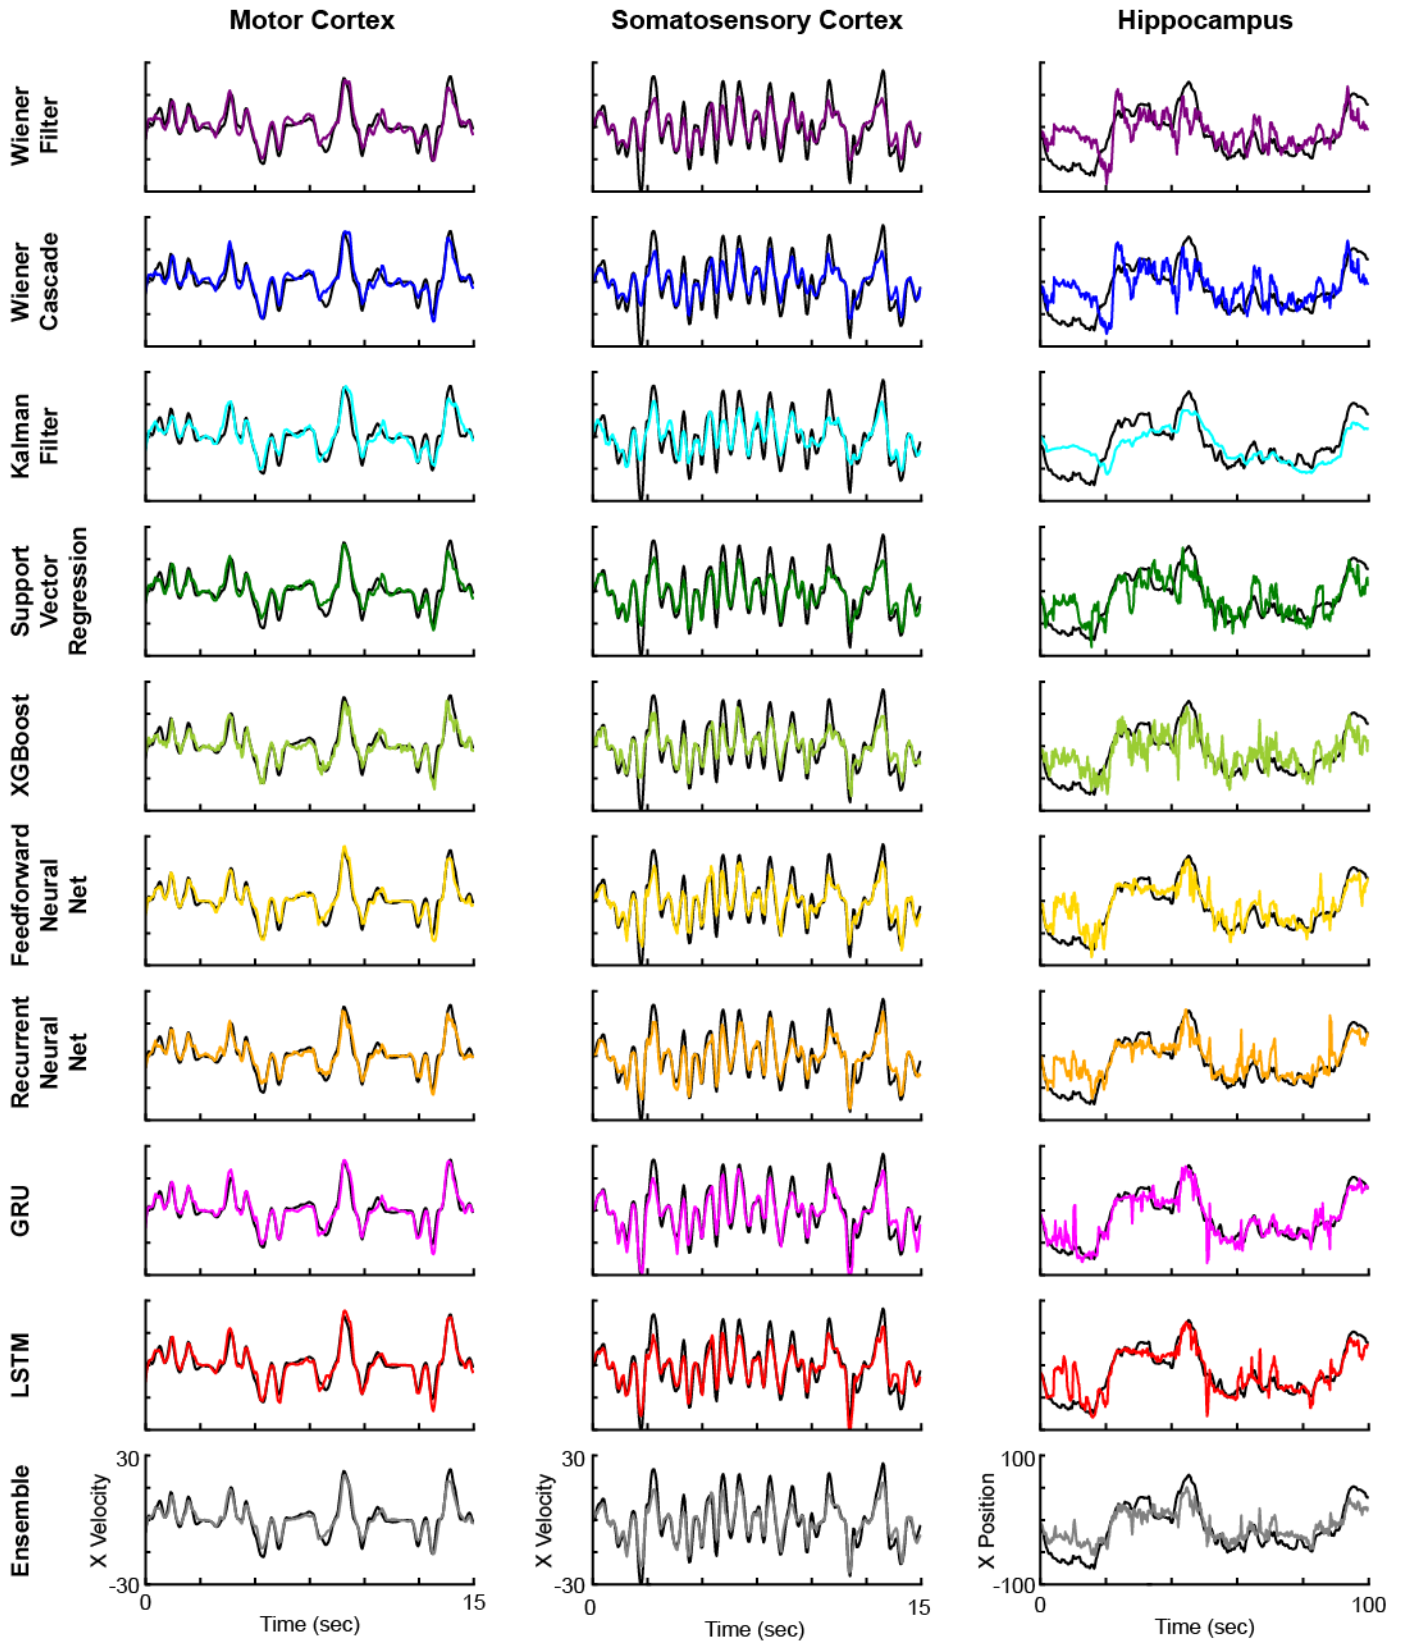 Motor Cortex
Somatosensory Cortex
Hippocampus
Wiener
Filter
Wiener
Cascade
Kalman
Filter
Support
Vector
Regression
XGBoost
Feedforward
Neural
Net
Recurrent
Neural
Net
GRU
LSTM
Ensemble
X Velocity
30
-30
0
15
Time (sec)
X Velocity
30
-30
0
15
Time (sec)
X Position
100
-100
0
100
Time (sec)